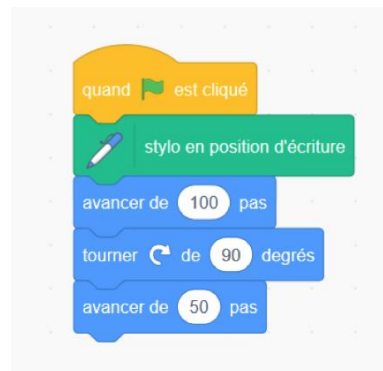 quand est cliqué
stylo en position d'écriture
avancer de 100 pas
tourner de 90 degrés
avancer de 50 pas